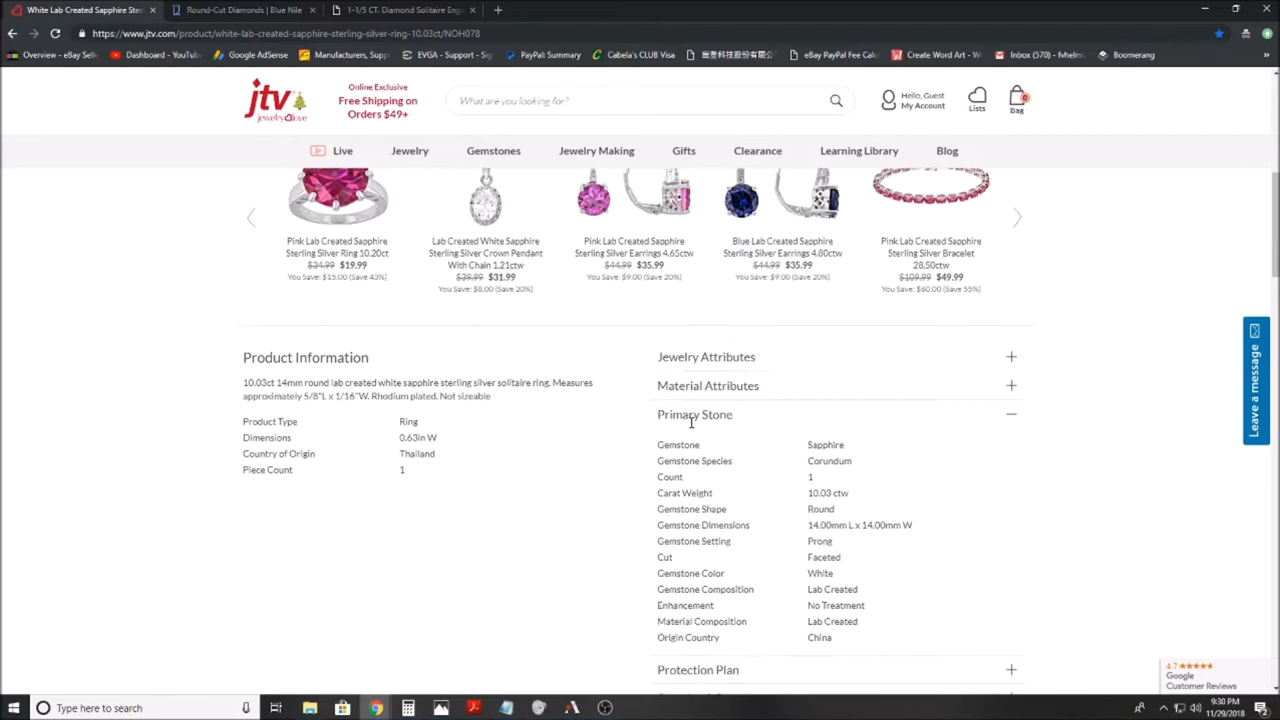 White Lab Created Sapphire Ster
Round-Cut Diamonds | Blue Nile
1-1/5 CT. Diamond Solitaire Eng
https://www.jtv.com/product/white-lab-created-sapphire-sterling-silver-ring-10.03ct/NOH078
Overview - eBay Sell
Dashboard - YouTub
Google AdSense
Manufacturers, Supp
EVGA - Support - Sig
PayPal: Summary
Cabela's CLUB Visa
eBay PayPal Fee Calc
Create Word Art - W
Inbox (570) - Vhelms
Boomerang
jtv
jewelry love
Online Exclusive
Free Shipping on
Orders $49+
What are you looking for?
Hello, Guest
My Account
Lists
Bag
0
Live
Jewelry
Gemstones
Jewelry Making
Gifts
Clearance
Learning Library
Blog
Pink Lab Created Sapphire
Sterling Silver Ring 10.20ct
$34.99 $19.99
You Save: $15.00 (Save 43%)
Lab Created White Sapphire
Sterling Silver Crown Pendant
With Chain 1.21ctw
$39.99 $31.99
You Save: $8.00 (Save 20%)
Pink Lab Created Sapphire
Sterling Silver Earrings 4.65ctw
$44.99 $35.99
You Save: $9.00 (Save 20%)
Blue Lab Created Sapphire
Sterling Silver Earrings 4.80ctw
$44.99 $35.99
You Save: $9.00 (Save 20%)
Pink Lab Created Sapphire
Sterling Silver Bracelet
28.50ctw
$109.99 $49.99
You Save: $60.00 (Save 55%)
Product Information
10.03ct 14mm round lab created white sapphire sterling silver solitaire ring. Measures
approximately 5/8"L x 1/16"W. Rhodium plated. Not sizeable
Product Type Ring
Dimensions 0.63in W
Country of Origin Thailand
Piece Count 1
Jewelry Attributes
Material Attributes
Primary Stone
Gemstone Sapphire
Gemstone Species Corundum
Count 1
Carat Weight 10.03 ctw
Gemstone Shape Round
Gemstone Dimensions 14.00mm L x 14.00mm W
Gemstone Setting Prong
Cut Faceted
Gemstone Color White
Gemstone Composition Lab Created
Enhancement No Treatment
Material Composition Lab Created
Origin Country China
Protection Plan
Leave a message
4.7
Google
Customer Reviews
Type here to search
9:30 PM
11/29/2018
2